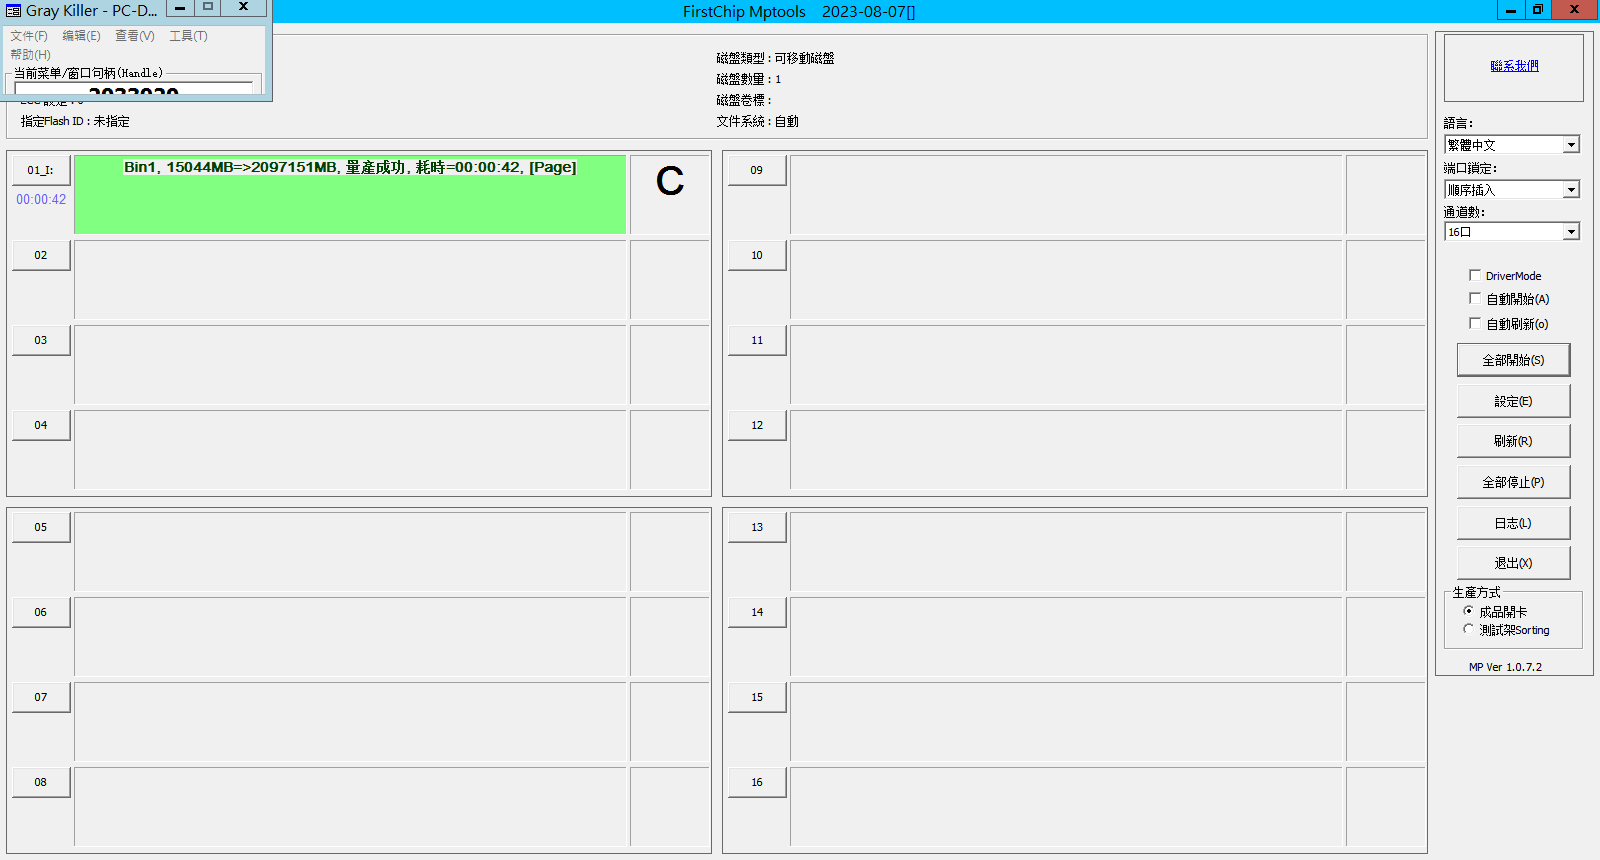 Gray Killer - PC-D...
FirstChip Mptools 2023-08-07[]
文件(F) 编辑(E) 查看(V) 工具(T)
帮助(H)
当前菜单/窗口句柄(Handle)
指定Flash ID : 未指定
磁盤類型 : 可移動磁盤
磁盤數量 : 1
磁盤卷標 :
文件系統 : 自動
01_I:
00:00:42
Bin1, 15044MB=>2097151MB, 量產成功, 耗時=00:00:42, [Page]
C
02
03
04
05
06
07
08
09
10
11
12
13
14
15
16
聯系我們
語言:
繁體中文
端口鎖定:
順序插入
通道數:
16口
DriverMode
自動開始(A)
自動刷新(o)
全部開始(S)
設定(E)
刷新(R)
全部停止(P)
日志(L)
退出(X)
生產方式
成品開卡
測試架Sorting
MP Ver 1.0.7.2